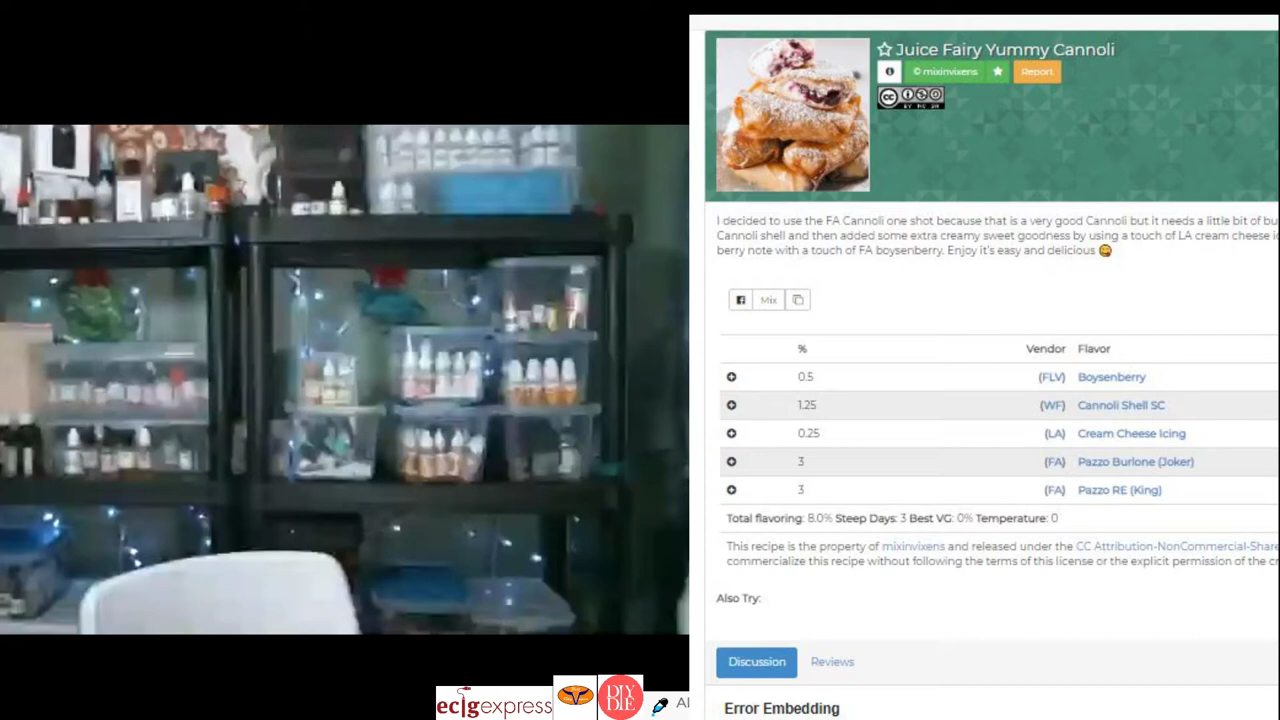 Juice Fairy Yummy Cannoli
© mixinvixens
Report
CC
BY NC SA
I decided to use the FA Cannoli one shot because that is a very good Cannoli but it needs a little bit of
Cannoli shell and then added some extra creamy sweet goodness by using a touch of LA cream cheese
berry note with a touch of FA boysenberry. Enjoy it's easy and delicious
Mix
% Vendor Flavor
0.5 (FLV) Boysenberry
1.25 (WF) Cannoli Shell SC
0.25 (LA) Cream Cheese Icing
3 (FA) Pazzo Burlone (Joker)
3 (FA) Pazzo RE (King)
Total flavoring: 8.0% Steep Days: 3 Best VG: 0% Temperature: 0
This recipe is the property of mixinvixens and released under the CC Attribution-NonCommercial-Share
commercialize this recipe without following the terms of this license or the explicit permission of the
Also Try:
Discussion Reviews
Error Embedding
ecigexpress
DIY
DIE